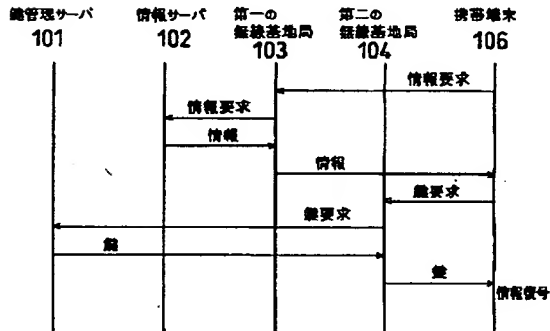 鍵管理サーバ
101
情報サーバ
102
第一の
無線基地局
103
第二の
無線基地局
104
携帯端末
106
情報要求
情報要求
情報
情報
鍵要求
鍵要求
鍵
鍵
情報復号